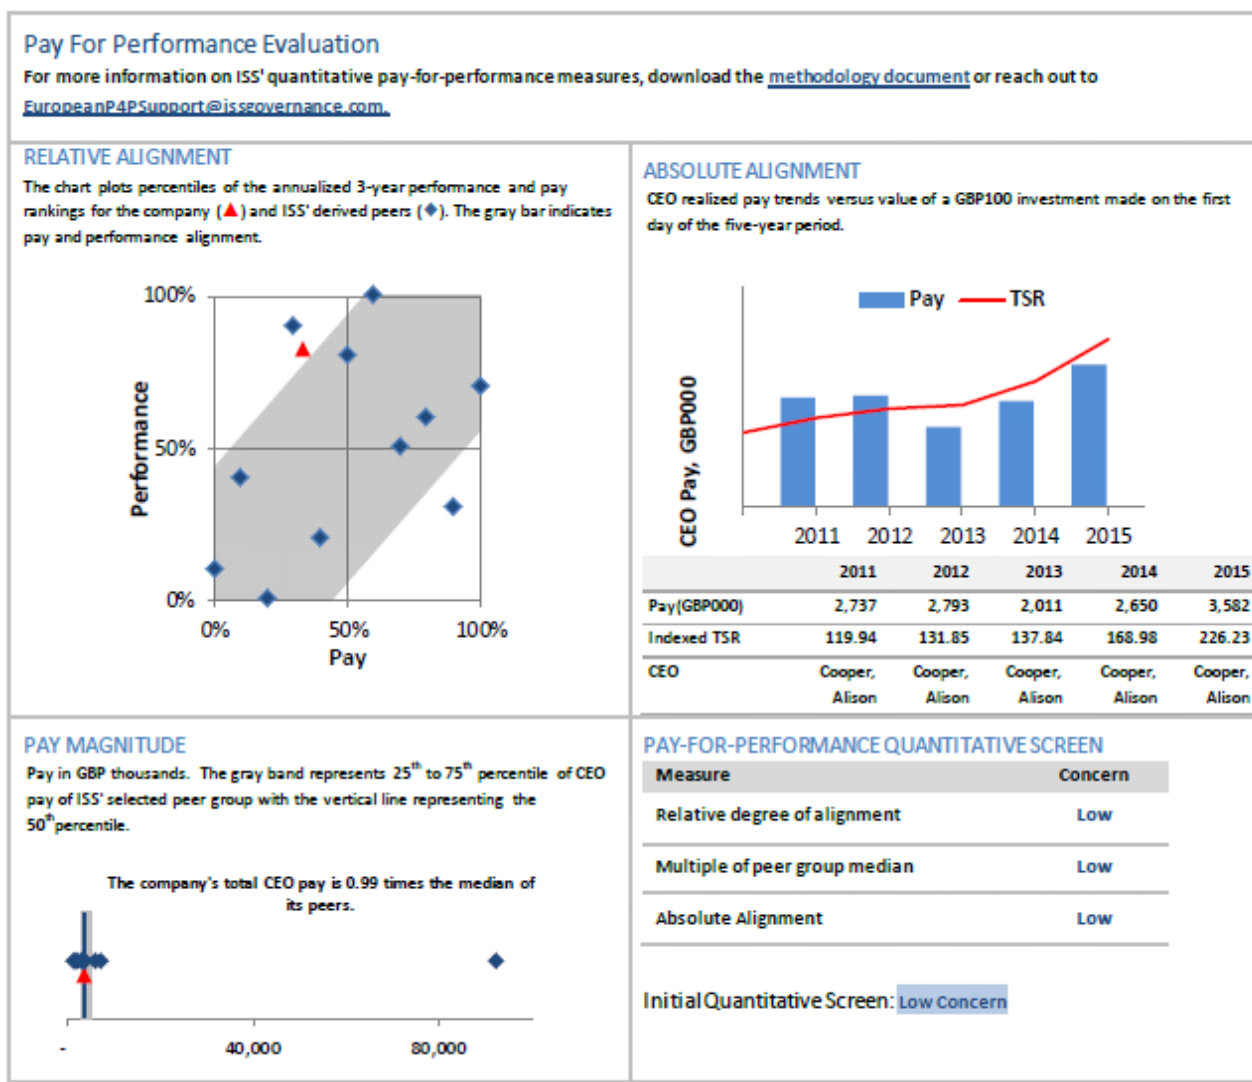 Pay For Performance Evaluation
For more information on ISS' quantitative pay-for-performance measures, download the methodology document or reach out to
EuropeanP4PSupport@issgovernance.com.
RELATIVE ALIGNMENT
The chart plots percentiles of the annualized 3-year performance and pay
rankings for the company (▲) and ISS' derived peers (◆). The gray bar indicates
pay and performance alignment.
100%
50%
0%
Performance
0% 50% 100%
Pay
ABSOLUTE ALIGNMENT
CEO realized pay trends versus value of a GBP100 investment made on the first
day of the five-year period.
Pay TSR
CEO Pay, GBP000
2011 2012 2013 2014 2015
2011 2012 2013 2014 2015
Pay(GBP000) 2,737 2,793 2,011 2,650 3,582
Indexed TSR 119.94 131.85 137.84 168.98 226.23
CEO Cooper, Cooper, Cooper, Cooper, Cooper,
Alison Alison Alison Alison Alison
PAY MAGNITUDE
Pay in GBP thousands. The gray band represents 25th to 75th percentile of CEO
pay of ISS' selected peer group with the vertical line representing the
50th percentile.
The company's total CEO pay is 0.99 times the median of
its peers.
- 40,000 80,000
PAY-FOR-PERFORMANCE QUANTITATIVE SCREEN
Measure Concern
Relative degree of alignment Low
Multiple of peer group median Low
Absolute Alignment Low
Initial Quantitative Screen: Low Concern